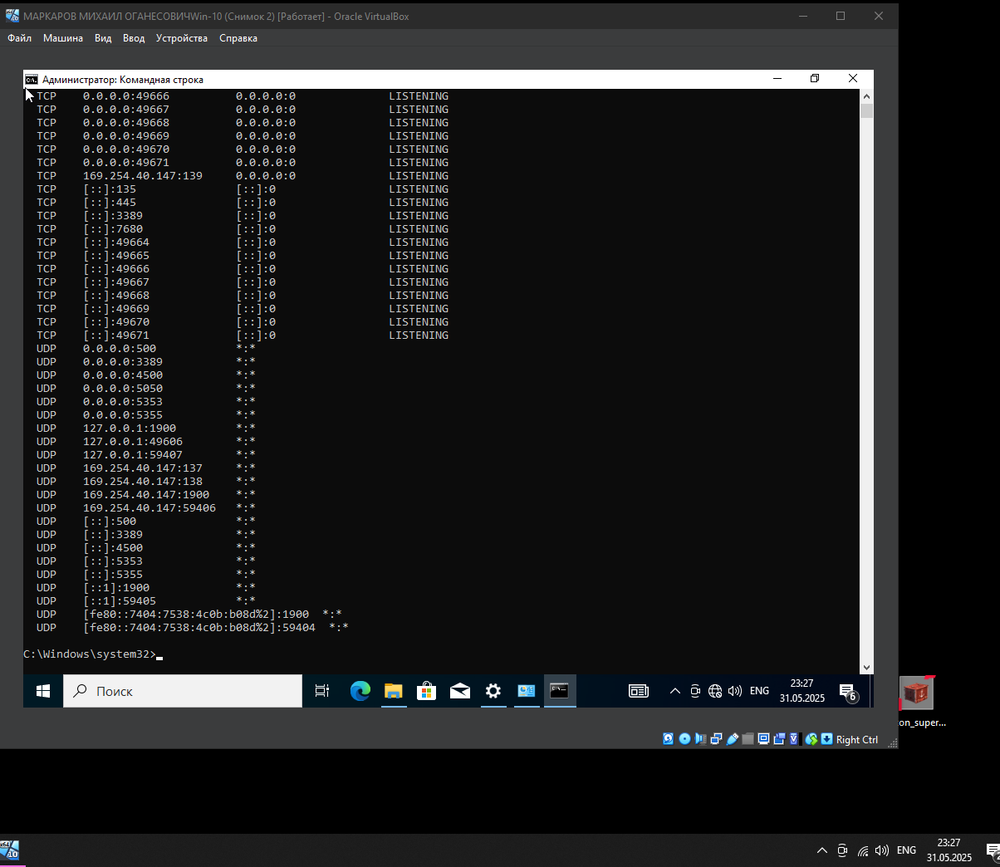 МАРКАРОВ МИХАИЛ ОГАНЕСОВИЧWin-10 (Снимок 2) [Работает] - Oracle VirtualBox
Файл Машина Вид Ввод Устройства Справка
Администратор: Командная строка
TCP 0.0.0.0:49666 0.0.0.0:0 LISTENING
TCP 0.0.0.0:49667 0.0.0.0:0 LISTENING
TCP 0.0.0.0:49668 0.0.0.0:0 LISTENING
TCP 0.0.0.0:49669 0.0.0.0:0 LISTENING
TCP 0.0.0.0:49670 0.0.0.0:0 LISTENING
TCP 0.0.0.0:49671 0.0.0.0:0 LISTENING
TCP 169.254.40.147:139 0.0.0.0:0 LISTENING
TCP [::]:135 [::]:0 LISTENING
TCP [::]:445 [::]:0 LISTENING
TCP [::]:3389 [::]:0 LISTENING
TCP [::]:7680 [::]:0 LISTENING
TCP [::]:49664 [::]:0 LISTENING
TCP [::]:49665 [::]:0 LISTENING
TCP [::]:49666 [::]:0 LISTENING
TCP [::]:49667 [::]:0 LISTENING
TCP [::]:49668 [::]:0 LISTENING
TCP [::]:49669 [::]:0 LISTENING
TCP [::]:49670 [::]:0 LISTENING
TCP [::]:49671 [::]:0 LISTENING
UDP 0.0.0.0:500 *:*
UDP 0.0.0.0:3389 *:*
UDP 0.0.0.0:4500 *:*
UDP 0.0.0.0:5050 *:*
UDP 0.0.0.0:5353 *:*
UDP 0.0.0.0:5355 *:*
UDP 127.0.0.1:1900 *:*
UDP 127.0.0.1:49606 *:*
UDP 127.0.0.1:59407 *:*
UDP 169.254.40.147:137 *:*
UDP 169.254.40.147:138 *:*
UDP 169.254.40.147:1900 *:*
UDP 169.254.40.147:59406 *:*
UDP [::]:500 *:*
UDP [::]:3389 *:*
UDP [::]:4500 *:*
UDP [::]:5353 *:*
UDP [::]:5355 *:*
UDP [::1]:1900 *:*
UDP [::1]:59405 *:*
UDP [fe80::7404:7538:4c0b:b08d%2]:1900 *:*
UDP [fe80::7404:7538:4c0b:b08d%2]:59404 *:*
C:\Windows\system32>
Поиск
ENG
23:27
31.05.2025
6
on_super...
Right Ctrl
ENG
23:27
31.05.2025